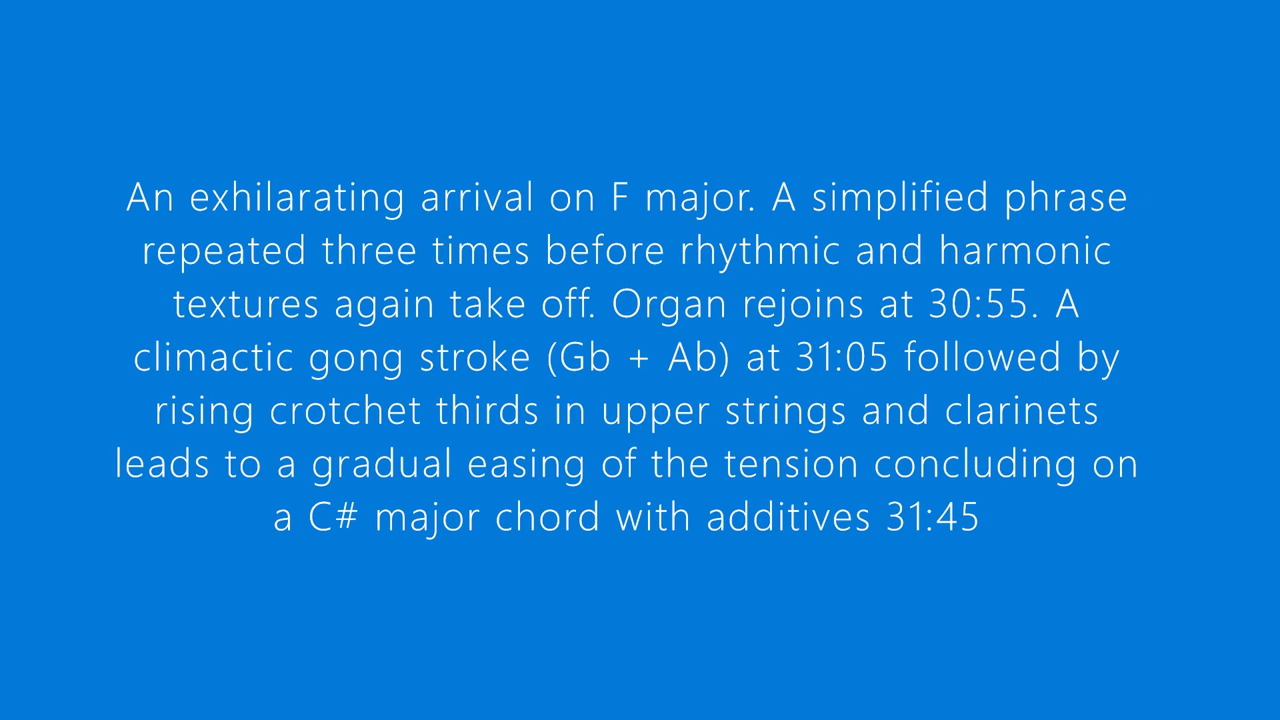 An exhilarating arrival on F major. A simplified phrase
repeated three times before rhythmic and harmonic
textures again take off. Organ rejoins at 30:55. A
climactic gong stroke (Gb + Ab) at 31:05 followed by
rising crotchet thirds in upper strings and clarinets
leads to a gradual easing of the tension concluding on
a C# major chord with additives 31:45